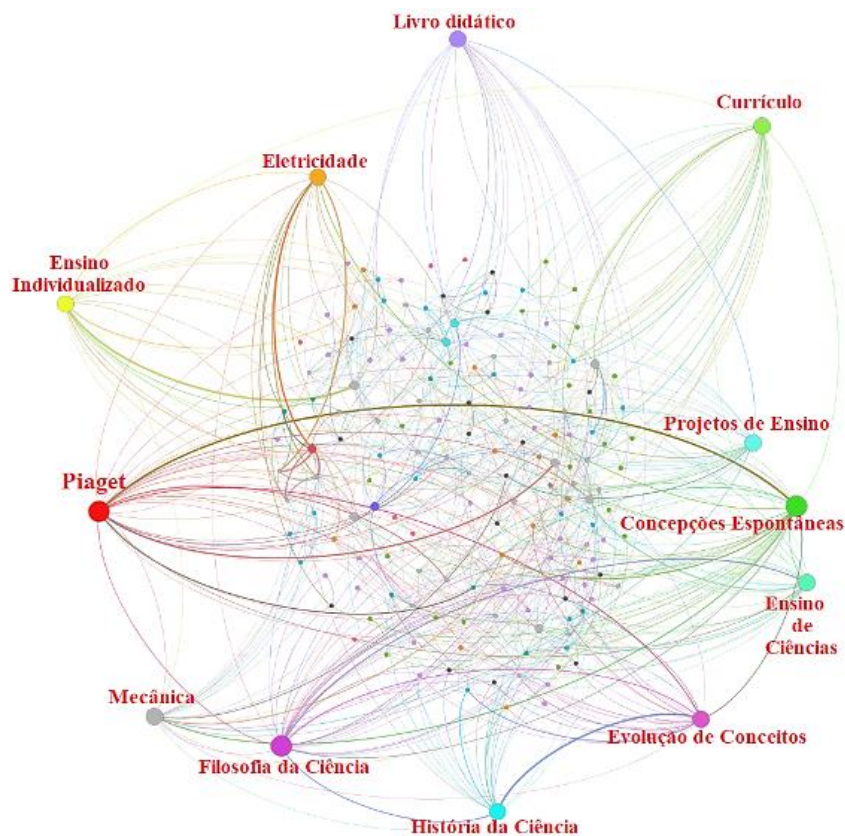 Livro didático
Currículo
Eletricidade
Ensino
Individualizado
Projetos de Ensino
Piaget
Concepções Espontâneas
Ensino
de
Ciências
Mecânica
Evolução de Conceitos
Filosofia da Ciência
História da Ciência